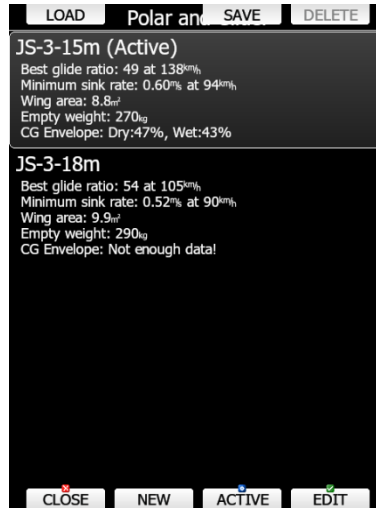 LOAD
Polar an
SAVE
DELETE
JS-3-15m (Active)
Best glide ratio: 49 at 138km/h
Minimum sink rate: 0.60m/s at 94km/h
Wing area: 8.8m²
Empty weight: 270kg
CG Envelope: Dry:47%, Wet:43%
JS-3-18m
Best glide ratio: 54 at 105km/h
Minimum sink rate: 0.52m/s at 90km/h
Wing area: 9.9m²
Empty weight: 290kg
CG Envelope: Not enough data!
CLOSE
NEW
ACTIVE
EDIT